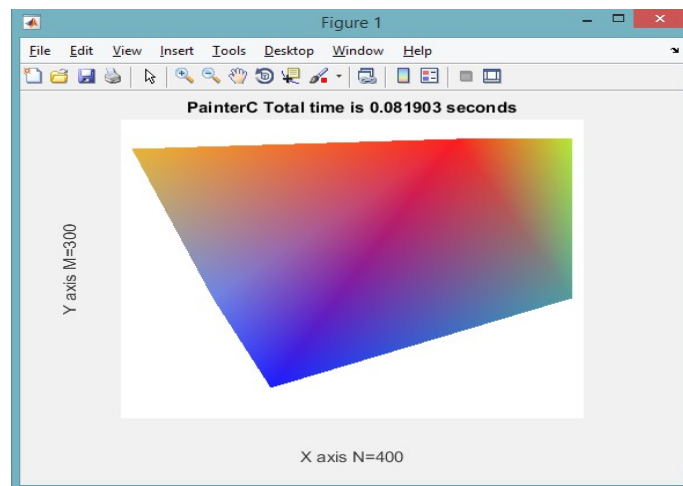 Figure 1
File Edit View Insert Tools Desktop Window Help
PainterC Total time is 0.081903 seconds
Y axis M=300
X axis N=400